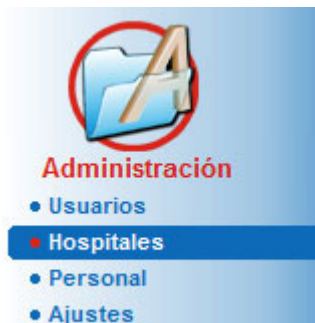 A
Administración
Usuarios
Hospitales
Personal
Ajustes